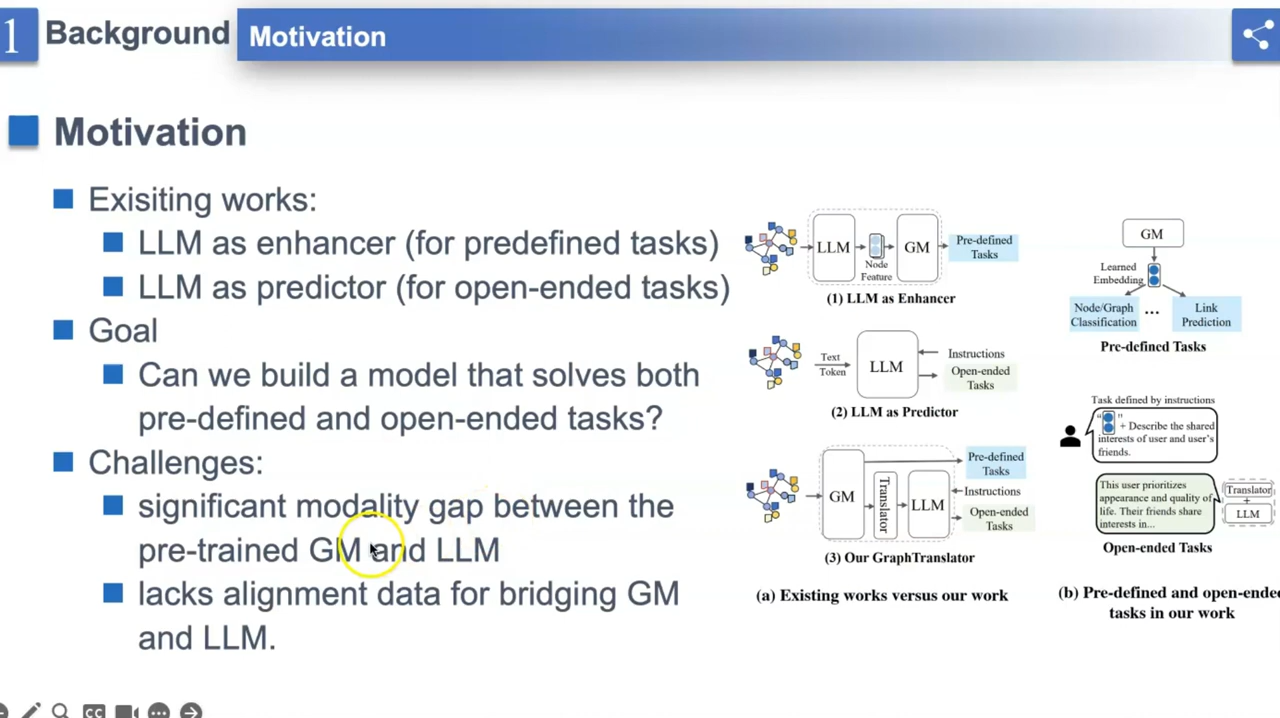 1 Background Motivation
Motivation
Exisiting works:
LLM as enhancer (for predefined tasks)
LLM as predictor (for open-ended tasks)
Goal
Can we build a model that solves both
pre-defined and open-ended tasks?
Challenges:
significant modality gap between the
pre-trained GM and LLM
lacks alignment data for bridging GM
and LLM.
LLM
Node
Feature
GM
Pre-defined
Tasks
(1) LLM as Enhancer
Text
Token
LLM
Instructions
Open-ended
Tasks
(2) LLM as Predictor
GM
Translator
LLM
Pre-defined
Tasks
Instructions
Open-ended
Tasks
(3) Our GraphTranslator
(a) Existing works versus our work
GM
Learned
Embedding
Node/Graph
Classification
...
Link
Prediction
Pre-defined Tasks
Task defined by instructions
“ ”
+ Describe the shared
interests of user and user's
friends.
This user prioritizes
appearance and quality of
life. Their friends share
interests in...
Translator
+
LLM
Open-ended Tasks
(b) Pre-defined and open-ended
tasks in our work
CC